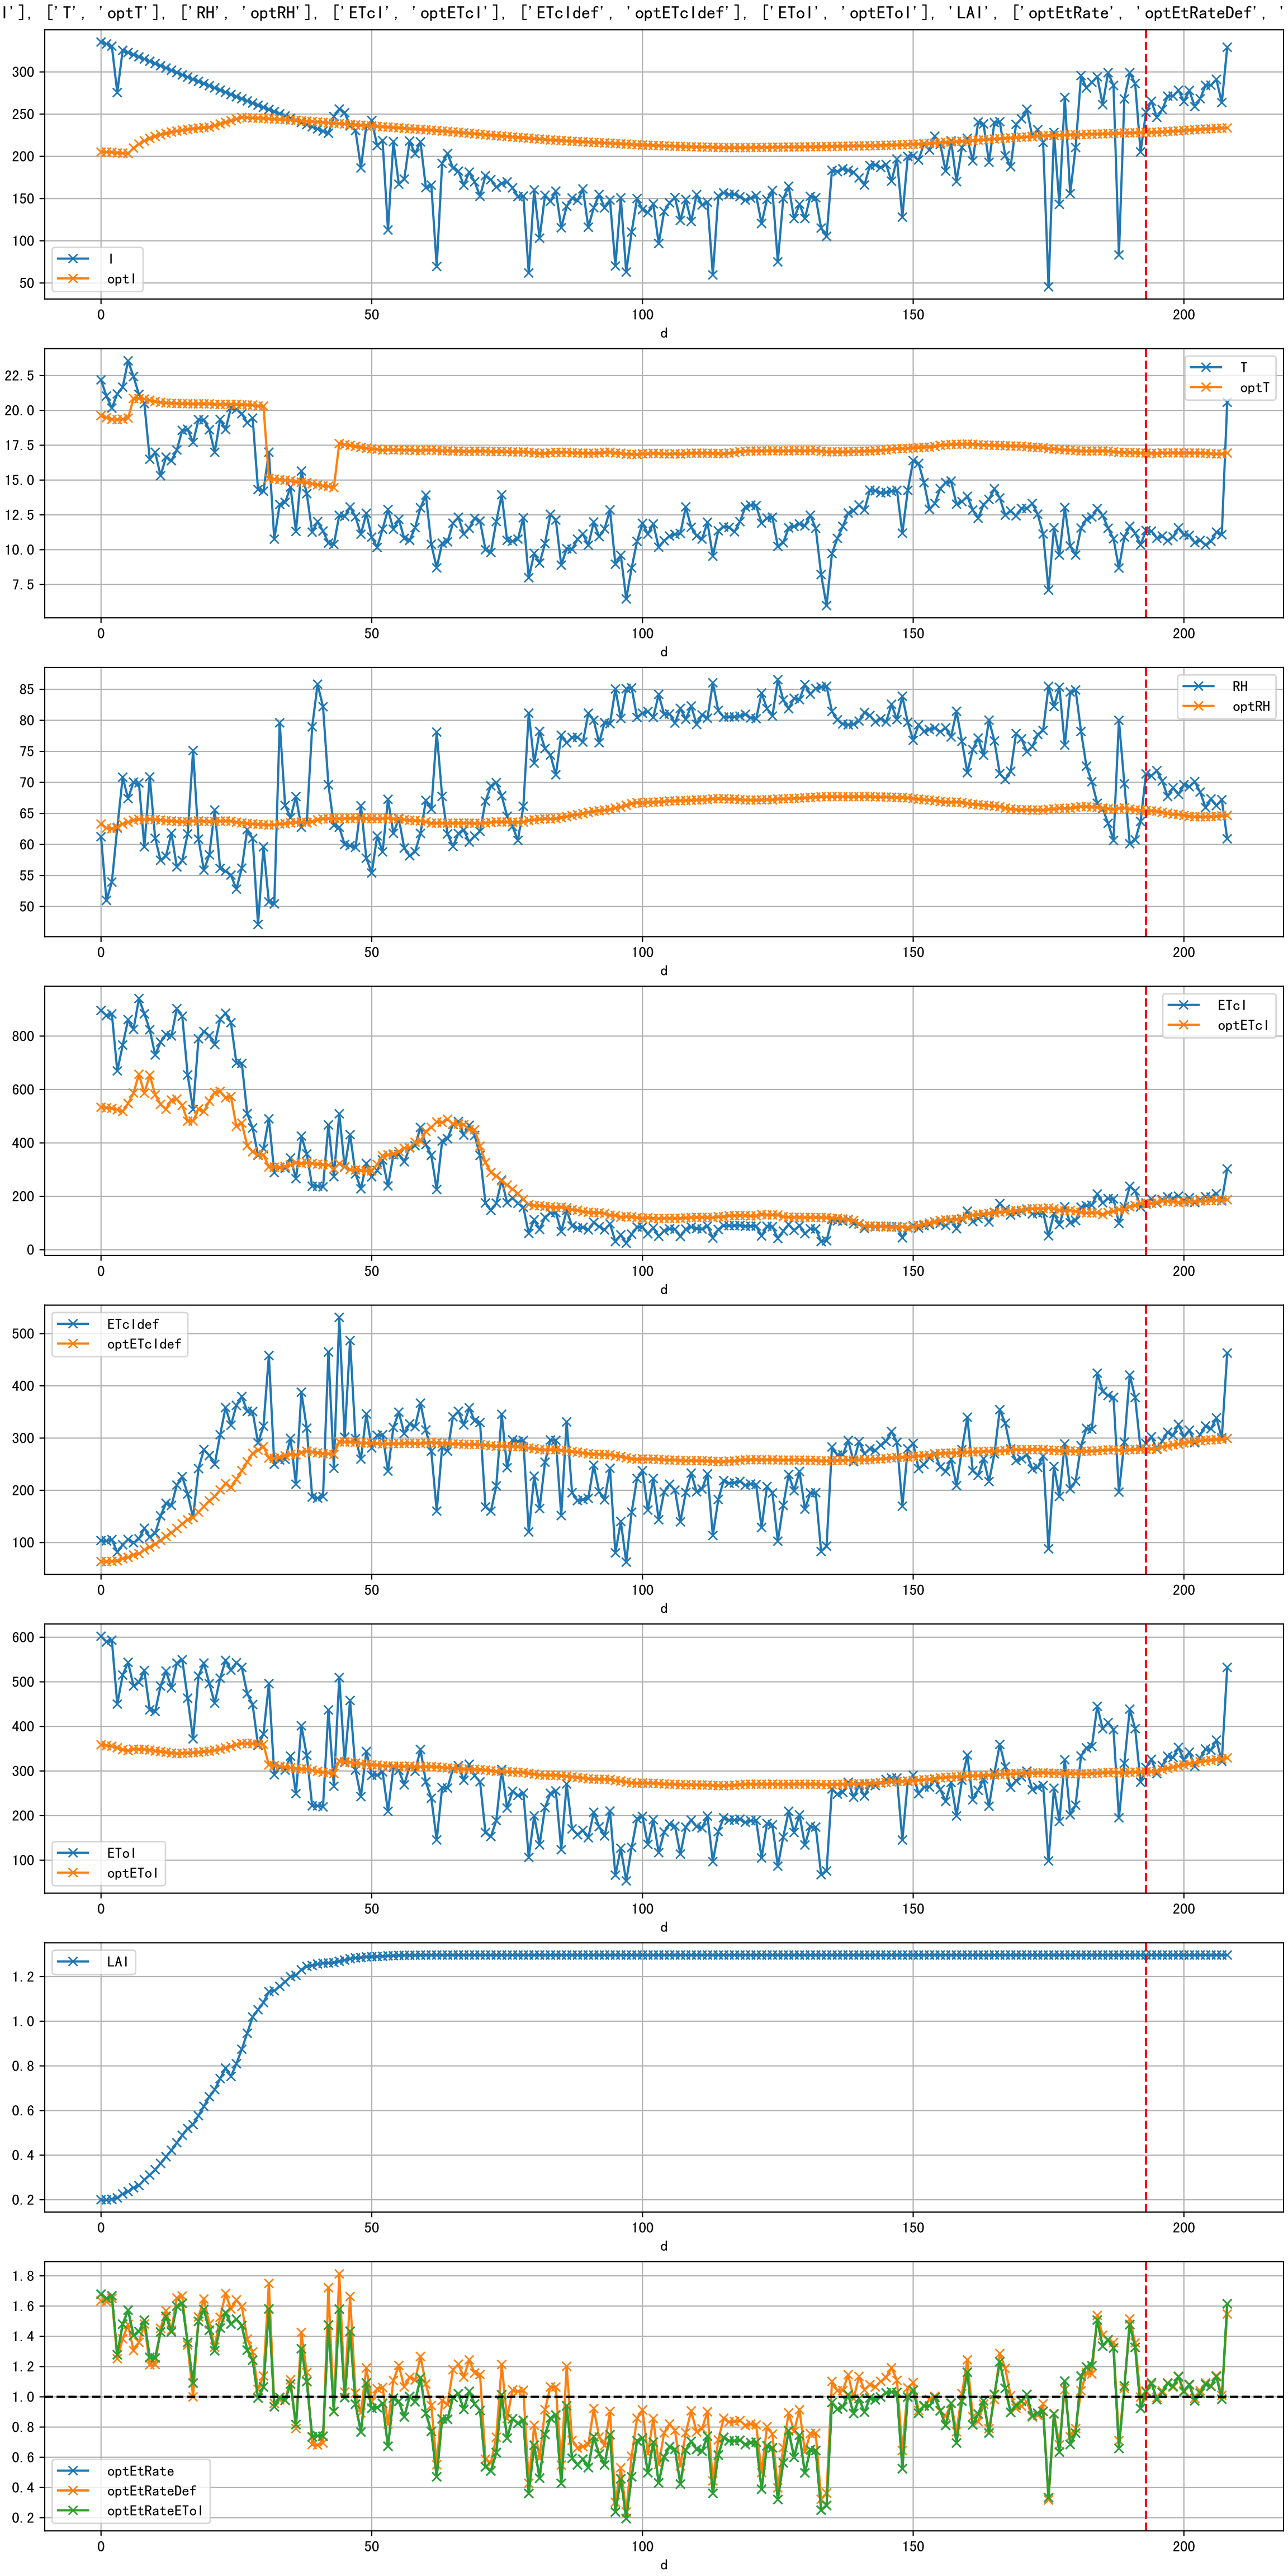 I'], ['T', 'optT'], ['RH', 'optRH'], ['ETcI', 'optETcI'], ['ETcIdef', 'optETcIdef'], ['EToI', 'optEToI'], 'LAI', ['optEtRate', 'optEtRateDef', '
300
250
200
150
100
50
I
optI
0 50 100 150 200
d
22.5
20.0
17.5
15.0
12.5
10.0
7.5
T
optT
0 50 100 150 200
d
85
80
75
70
65
60
55
50
RH
optRH
0 50 100 150 200
d
800
600
400
200
0
ETcI
optETcI
0 50 100 150 200
d
500
400
300
200
100
ETcIdef
optETcIdef
0 50 100 150 200
d
600
500
400
300
200
100
EToI
optEToI
0 50 100 150 200
d
1.2
1.0
0.8
0.6
0.4
0.2
LAI
0 50 100 150 200
d
1.8
1.6
1.4
1.2
1.0
0.8
0.6
0.4
0.2
optEtRate
optEtRateDef
optEtRateEToI
0 50 100 150 200
d